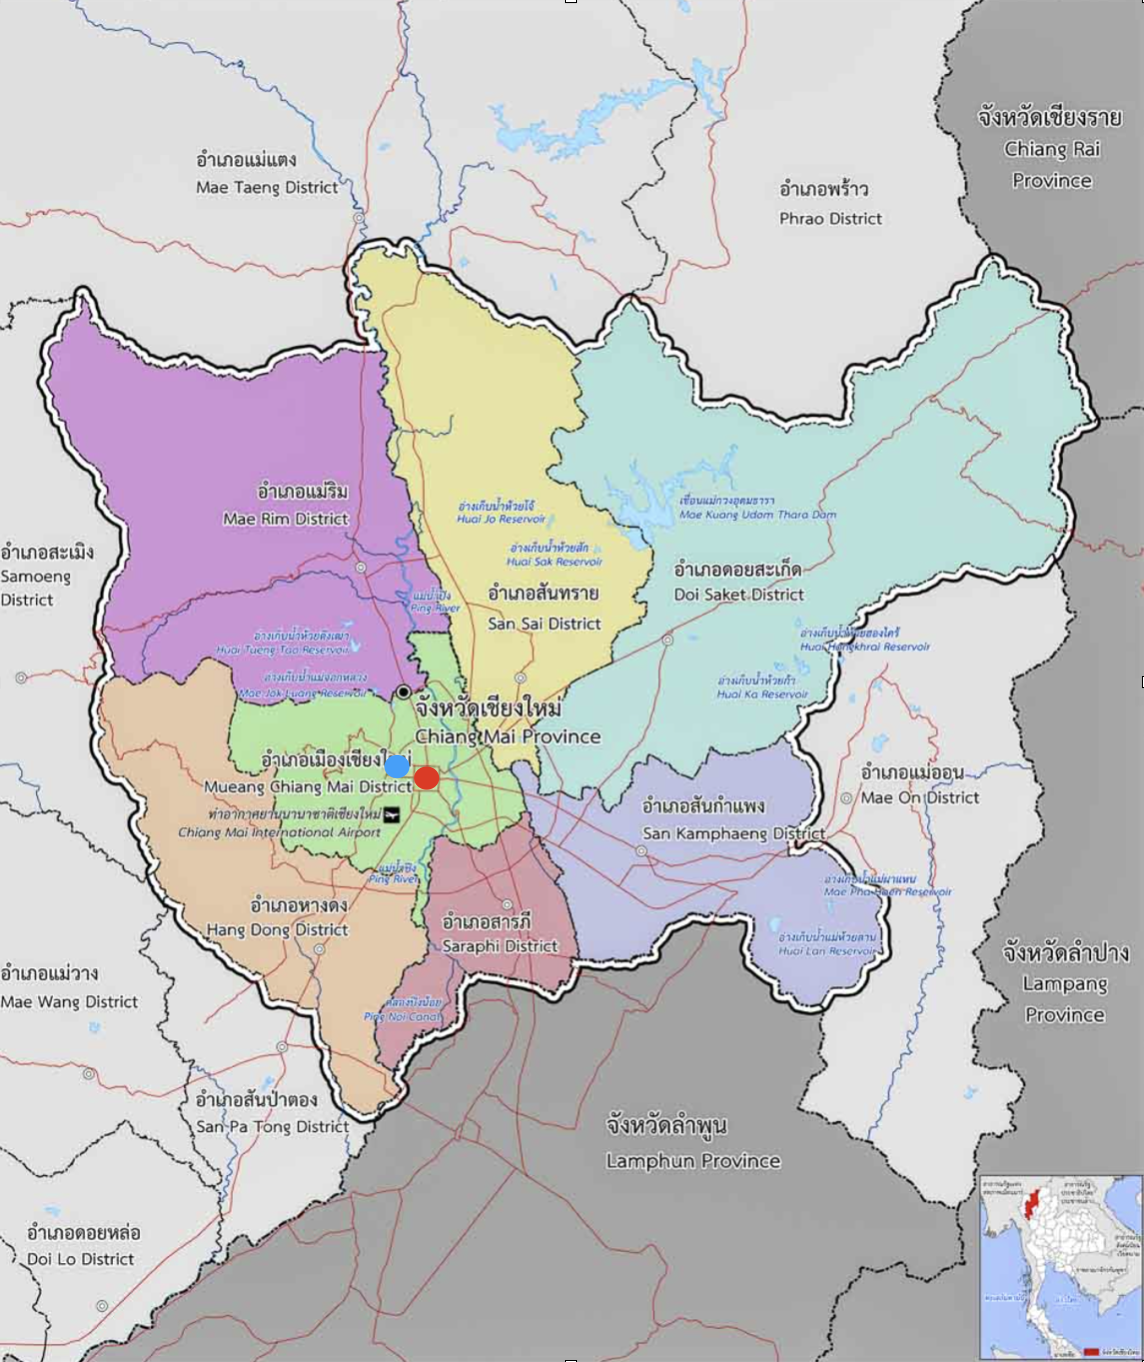 จังหวัดเชียงราย
Chiang Rai
Province
อำเภอแม่แตง
Mae Taeng District
อำเภอพร้าว
Phrao District
อำเภอแม่ริม
Mae Rim District
อ่างเก็บน้ำห้วยโจ้
Huai Jo Reservoir
เขื่อนแม่กวงอุดมธารา
Mae Kuang Udom Thara Dam
อำเภอสะเมิง
Samoeng
District
อ่างเก็บน้ำห้วยสัก
Huai Sak Reservoir
อำเภอดอยสะเก็ด
Doi Saket District
แม่น้ำปิง
Ping River
อำเภอสันทราย
San Sai District
อ่างเก็บน้ำห้วยตึงเฒ่า
Huai Tueng Tao Reservoir
อ่างเก็บน้ำห้วยฮ่องไคร้
Huai Hongkhrai Reservoir
อ่างเก็บน้ำแม่จอกหลวง
Mae Jok Luang Reservoir
อ่างเก็บน้ำห้วยก้า
Huai Ka Reservoir
จังหวัดเชียงใหม่
Chiang Mai Province
อำเภอเมืองเชียงใหม่
Mueang Chiang Mai District
อำเภอแม่ออน
Mae On District
ท่าอากาศยานนานาชาติเชียงใหม่
Chiang Mai International Airport
อำเภอสันกำแพง
San Kamphaeng District
แม่น้ำปิง
Ping River
อ่างเก็บน้ำแม่ผาแหน
Mae Pha Haen Reservoir
อำเภอหางดง
Hang Dong District
อำเภอสารภี
Saraphi District
อ่างเก็บน้ำแม่ห้วยลาน
Huai Lan Reservoir
จังหวัดลำปาง
Lampang
Province
อำเภอแม่วาง
Mae Wang District
คลองปิงน้อย
Ping Noi Canal
อำเภอสันป่าตอง
San Pa Tong District
จังหวัดลำพูน
Lamphun Province
อำเภอดอยหล่อ
Doi Lo District
จังหวัดเชียงใหม่